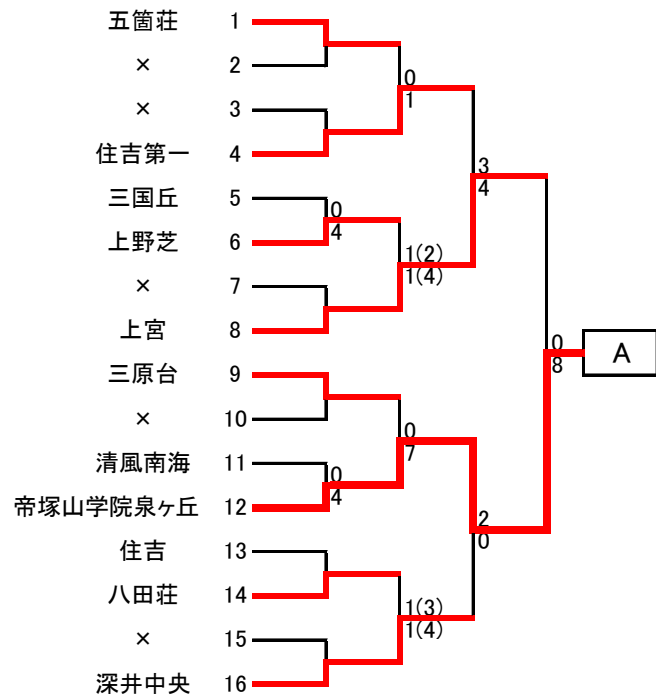 五箇荘 1
× 2
× 3
住吉第一 4
三国丘 5
上野芝 6
× 7
上宮 8
三原台 9
× 10
清風南海 11
帝塚山学院泉ヶ丘 12
住吉 13
八田荘 14
× 15
深井中央 16
0
4
0
4
0
1
1(2)
1(4)
0
7
1(3)
1(4)
3
4
2
0
0
8
A